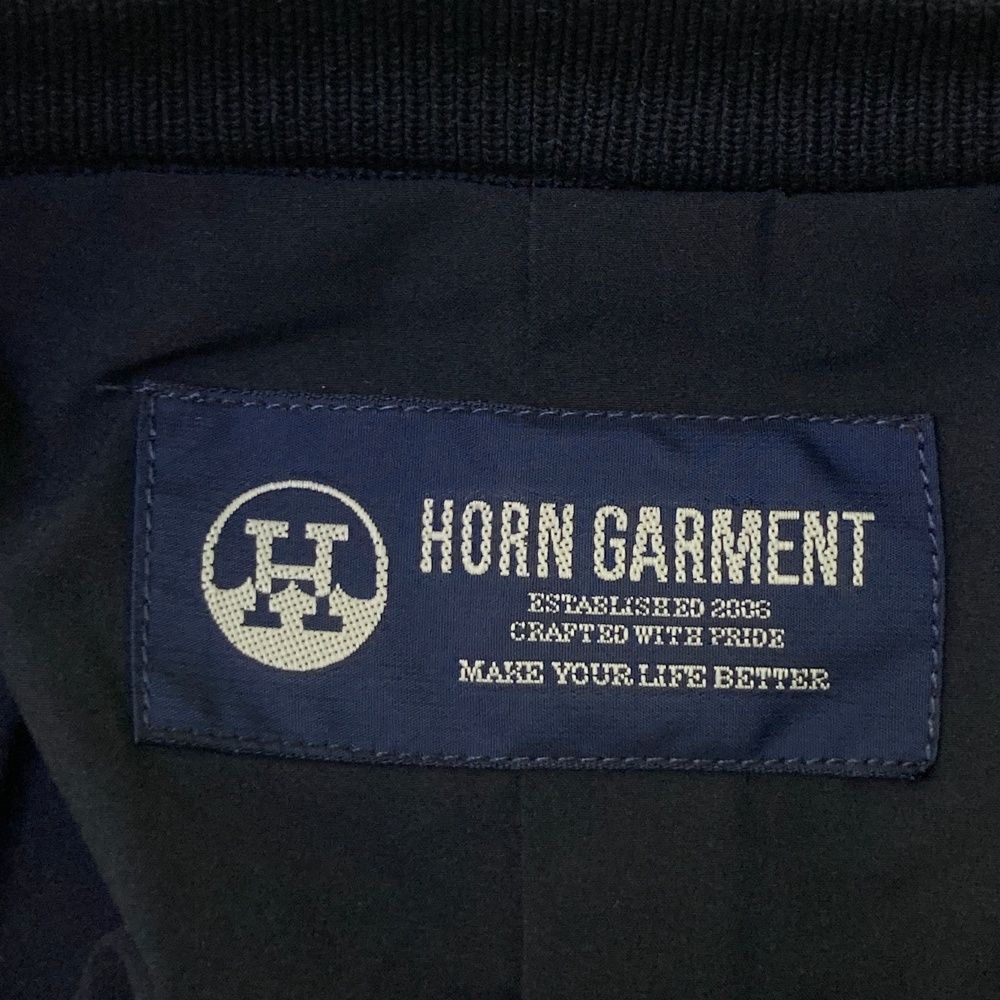 H
HORN GARMENT
ESTABLISHED 2006
CRAFTED WITH PRIDE
MAKE YOUR LIFE BETTER